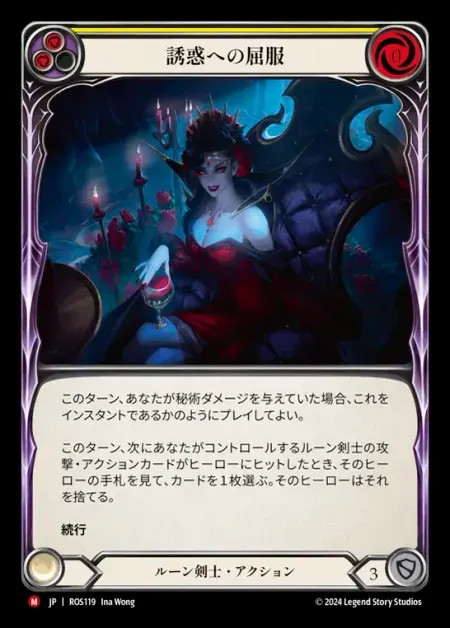 誘惑への屈服
0
このターン、あなたが秘術ダメージを与えていた場合、これを
インスタントであるかのようにプレイしてよい。
このターン、次にあなたがコントロールするルーン剣士の攻
撃・アクションカードがヒーローにヒットしたとき、そのヒー
ローの手札を見て、カードを1枚選ぶ。そのヒーローはそれ
を捨てる。
続行
ルーン剣士・アクション
3
M JP | ROS119 Ina Wong
© 2024 Legend Story Studios